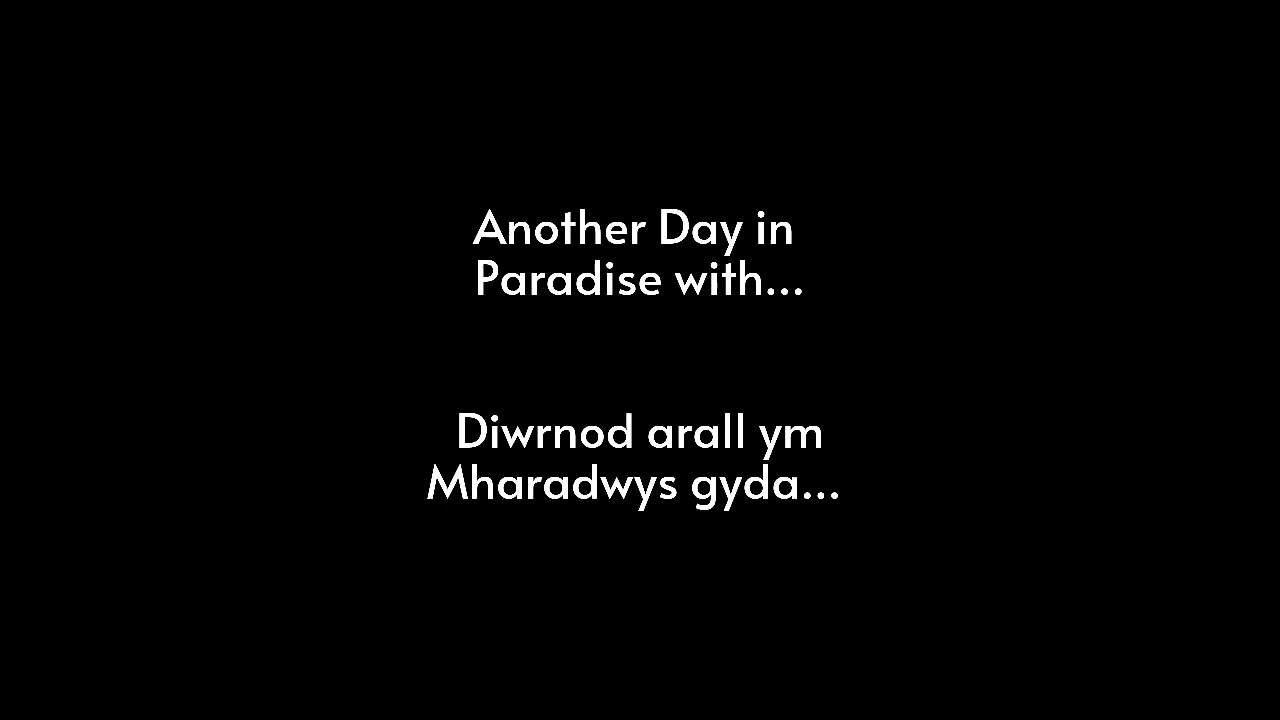 Another Day in
Paradise with...
Diwrnod arall ym
Mharadwys gyda...